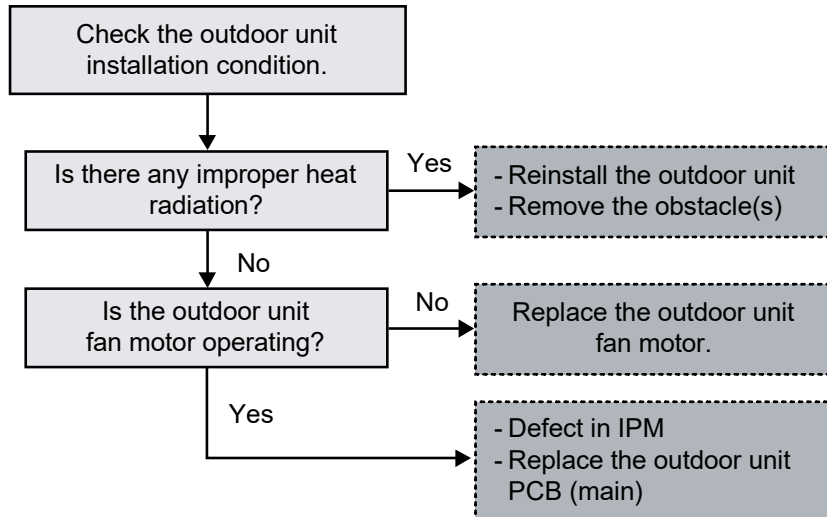 Check the outdoor unit
installation condition.
Is there any improper heat
radiation?
Yes
- Reinstall the outdoor unit
- Remove the obstacle(s)
No
Is the outdoor unit
fan motor operating?
No
Replace the outdoor unit
fan motor.
Yes
- Defect in IPM
- Replace the outdoor unit
PCB (main)